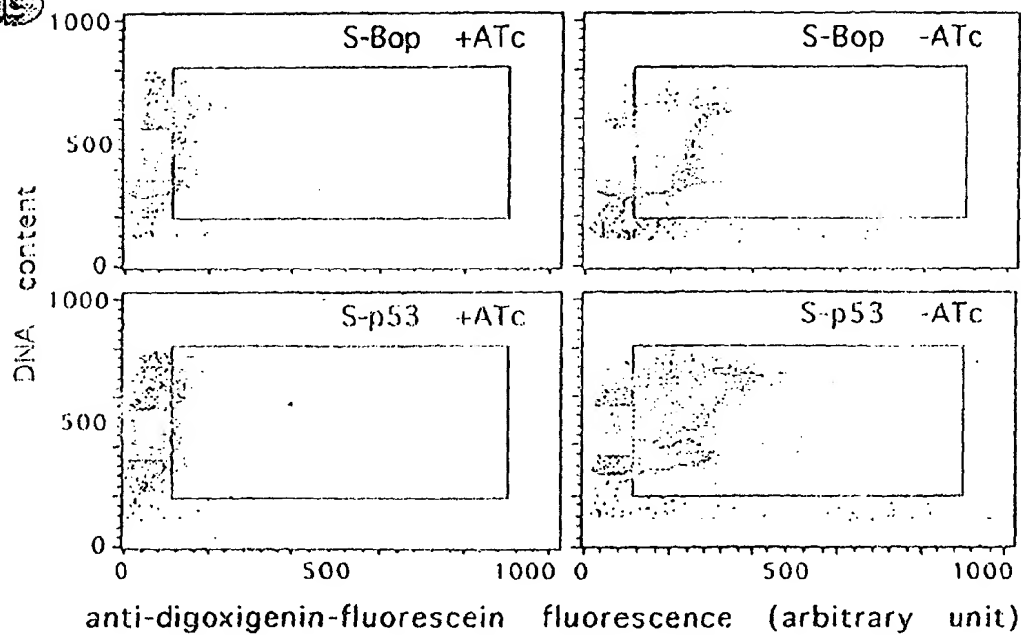 S-Bop +ATc
S-Bop -ATc
1000
500
0
S-p53 +ATc
S-p53 -ATc
1000
500
0
DNA content
0 500 1000 0 500 1000
anti-digoxigenin-fluorescein fluorescence (arbitrary unit)